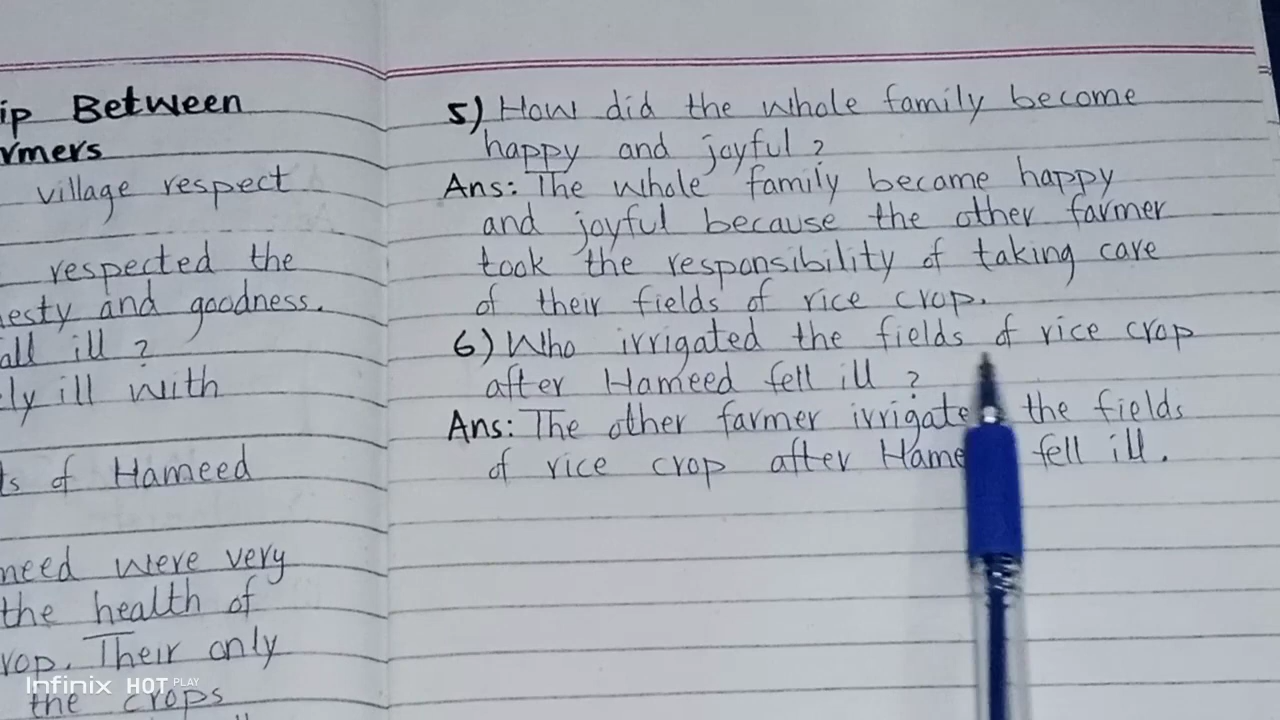 ip Between
rmers
village respect
respected the
esty and goodness.
all ill ?
ly ill with
s of Hameed
need were very
the health of
rop. Their only
the crops
5) How did the whole family become
happy and joyful ?
Ans: The whole family became happy
and joyful because the other farmer
took the responsibility of taking care
of their fields of rice crop.
6) Who irrigated the fields of rice crop
after Hameed fell ill ?
Ans: The other farmer irrigate the fields
of rice crop after Hame fell ill.
Infinix HOT PLAY